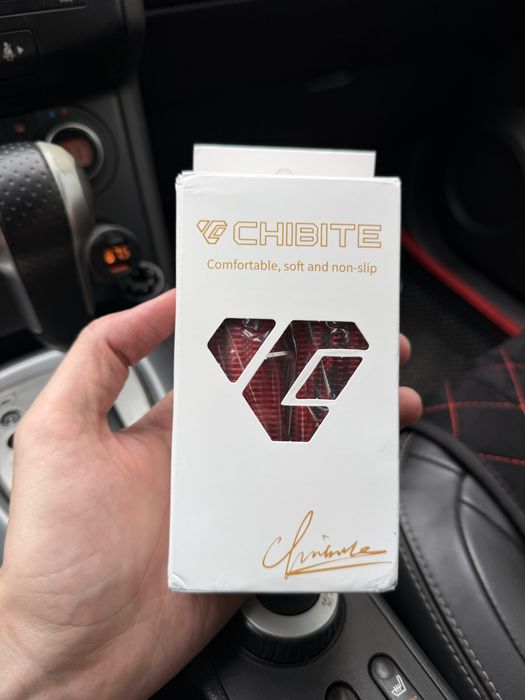 CHIBITE
Comfortable, soft and non-slip